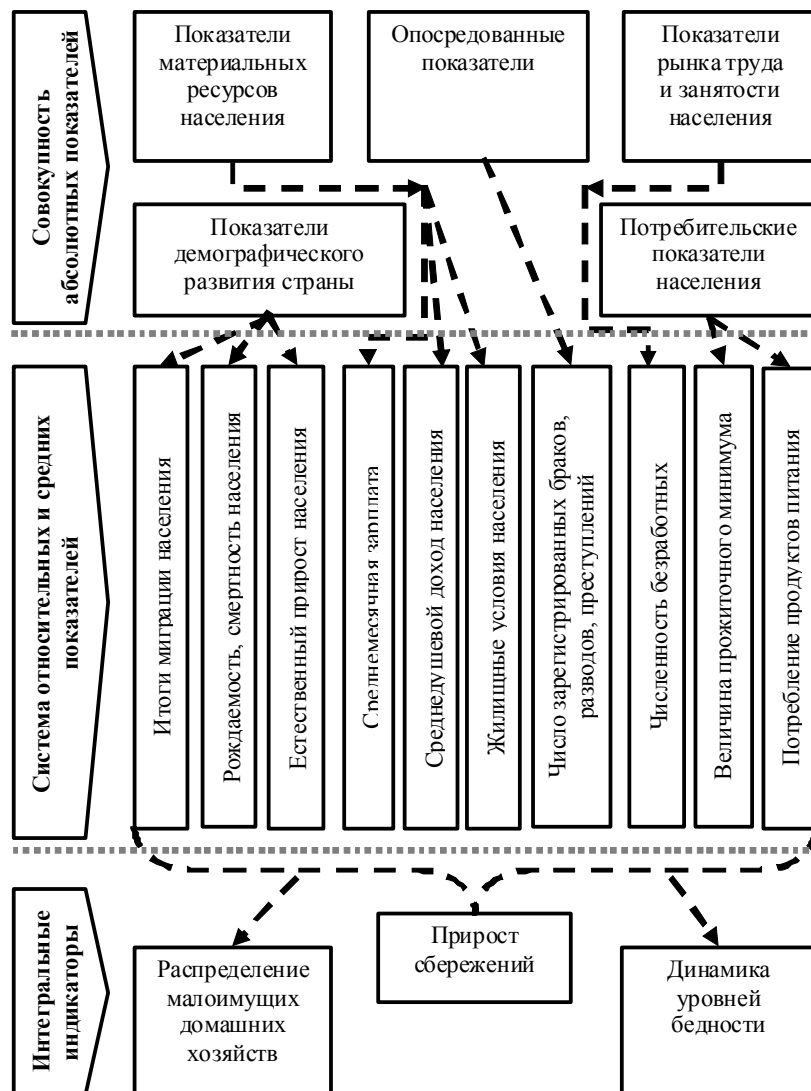 Совокупность
абсолютных показателей
Показатели
материальных
ресурсов
населения
Опосредованные
показатели
Показатели
рынка труда
и занятости
населения
Показатели
демографического
развития страны
Потребительские
показатели
населения
Система относительных и средних
показателей
Итоги миграции населения
Рождаемость, смертность населения
Естественный прирост населения
Среднемесячная зарплата
Среднедушевой доход населения
Жилищные условия населения
Число зарегистрированных браков,
разводов, преступлений
Численность безработных
Величина прожиточного минимума
Потребление продуктов питания
Интегральные
индикаторы
Распределение
малоимущих
домашних
хозяйств
Прирост
сбережений
Динамика
уровней
бедности